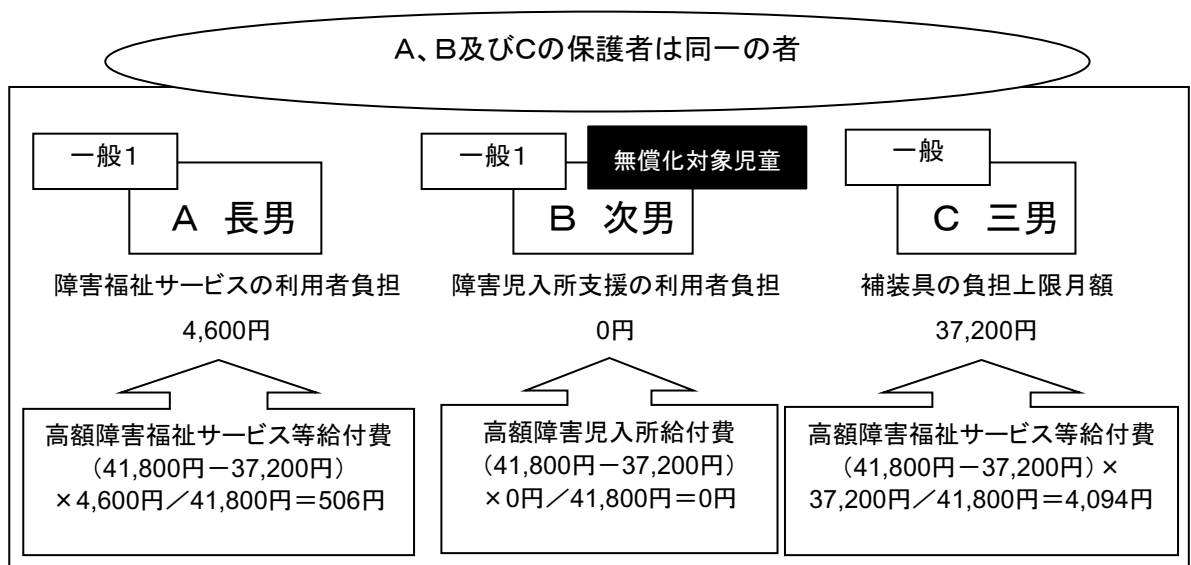 A、B及びCの保護者は同一の者
一般1
A 長男
障害福祉サービスの利用者負担
4,600円
高額障害福祉サービス等給付費
(41,800円－37,200円)
×4,600円／41,800円＝506円
一般1
無償化対象児童
B 次男
障害児入所支援の利用者負担
0円
高額障害児入所給付費
(41,800円－37,200円)
×0円／41,800円＝0円
一般
C 三男
補装具の負担上限月額
37,200円
高額障害福祉サービス等給付費
(41,800円－37,200円)×
37,200円／41,800円＝4,094円